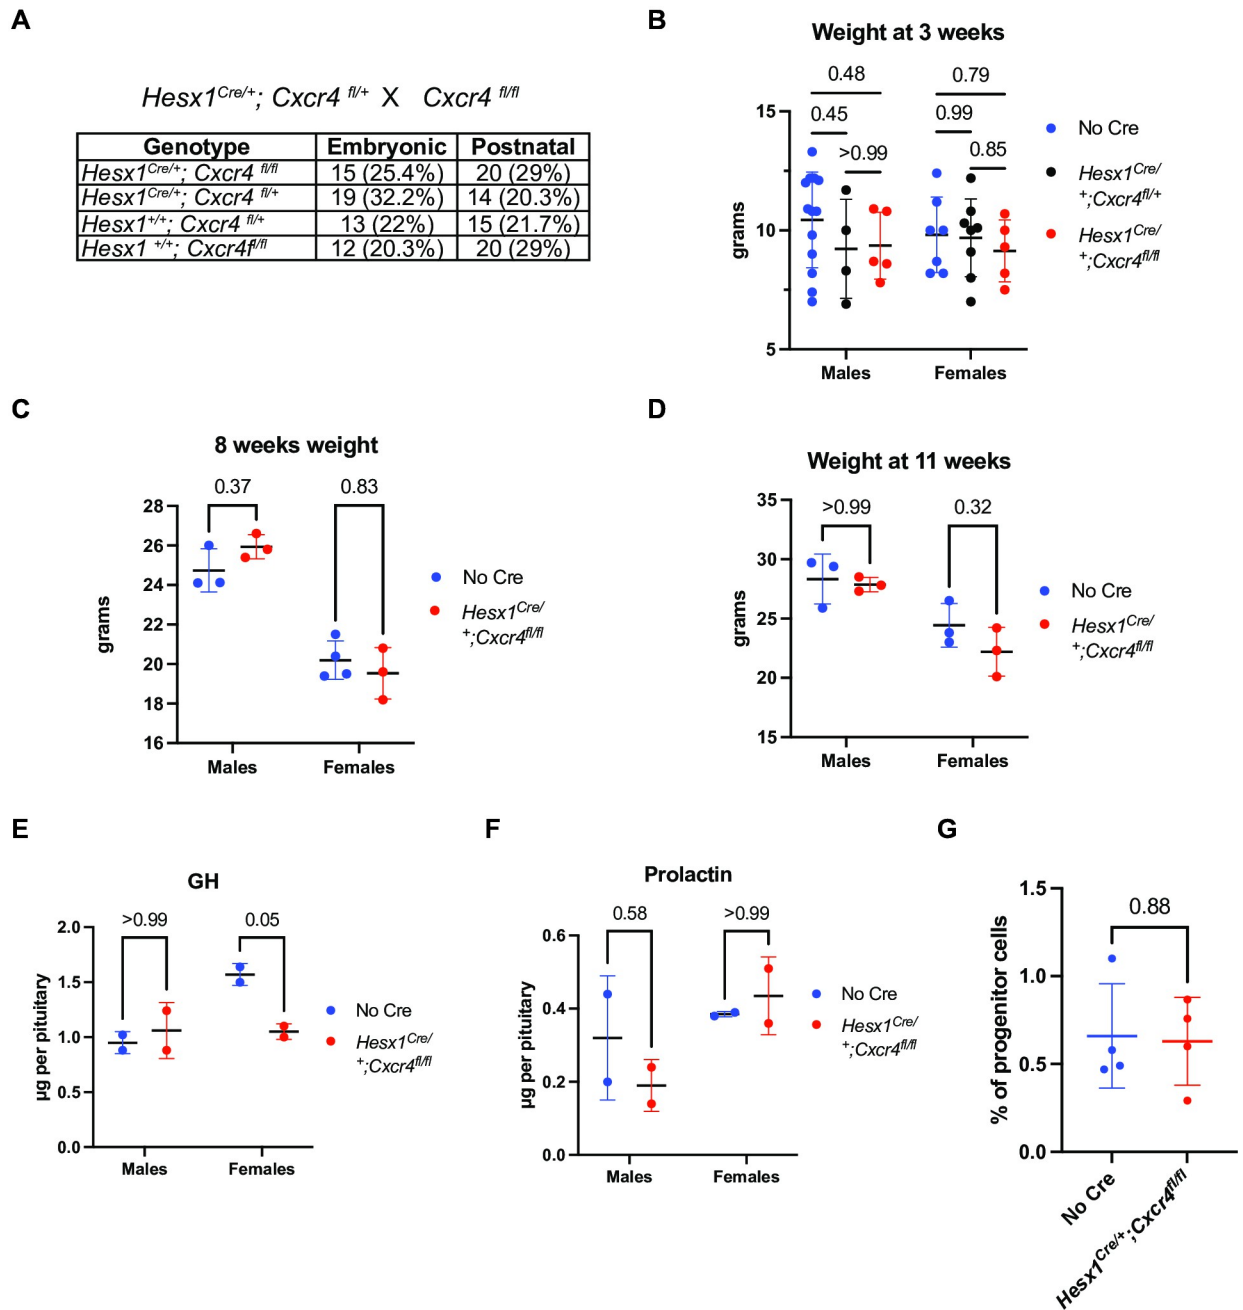 A
Hesx1Cre/+; Cxcr4 fl/+ X Cxcr4 fl/fl
Genotype Embryonic Postnatal
Hesx1Cre/+; Cxcr4 fl/fl 15 (25.4%) 20 (29%)
Hesx1Cre/+; Cxcr4 fl/+ 19 (32.2%) 14 (20.3%)
Hesx1+/+; Cxcr4 fl/+ 13 (22%) 15 (21.7%)
Hesx1 +/+; Cxcr4fl/fl 12 (20.3%) 20 (29%)
B
Weight at 3 weeks
0.48 0.79
0.45 0.99
>0.99 0.85
15
10
5
grams
Males Females
No Cre
Hesx1Cre/
+;Cxcr4fl/+
Hesx1Cre/
+;Cxcr4fl/fl
C
8 weeks weight
0.37 0.83
28
26
24
22
20
18
16
grams
Males Females
No Cre
Hesx1Cre/
+;Cxcr4fl/fl
D
Weight at 11 weeks
>0.99 0.32
35
30
25
20
15
grams
Males Females
No Cre
Hesx1Cre/
+;Cxcr4fl/fl
E
GH
>0.99 0.05
2.0
1.5
1.0
0.5
0.0
µg per pituitary
Males Females
No Cre
Hesx1Cre/
+;Cxcr4fl/fl
F
Prolactin
0.58 >0.99
0.6
0.4
0.2
0.0
µg per pituitary
Males Females
No Cre
Hesx1Cre/
+;Cxcr4fl/fl
G
0.88
1.5
1.0
0.5
0.0
% of progenitor cells
No Cre
Hesx1Cre/+;Cxcr4fl/fl